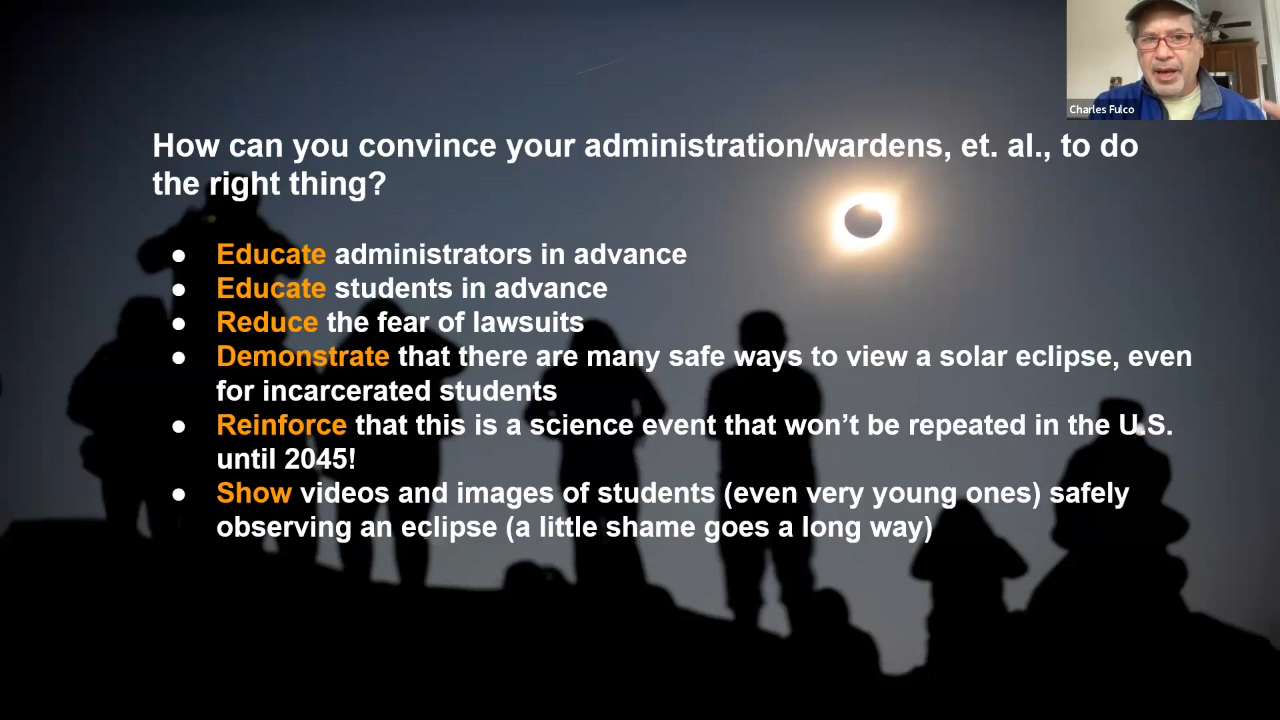 Charles Fulco
How can you convince your administration/wardens, et. al., to do
the right thing?
● Educate administrators in advance
● Educate students in advance
● Reduce the fear of lawsuits
● Demonstrate that there are many safe ways to view a solar eclipse, even
for incarcerated students
● Reinforce that this is a science event that won’t be repeated in the U.S.
until 2045!
● Show videos and images of students (even very young ones) safely
observing an eclipse (a little shame goes a long way)